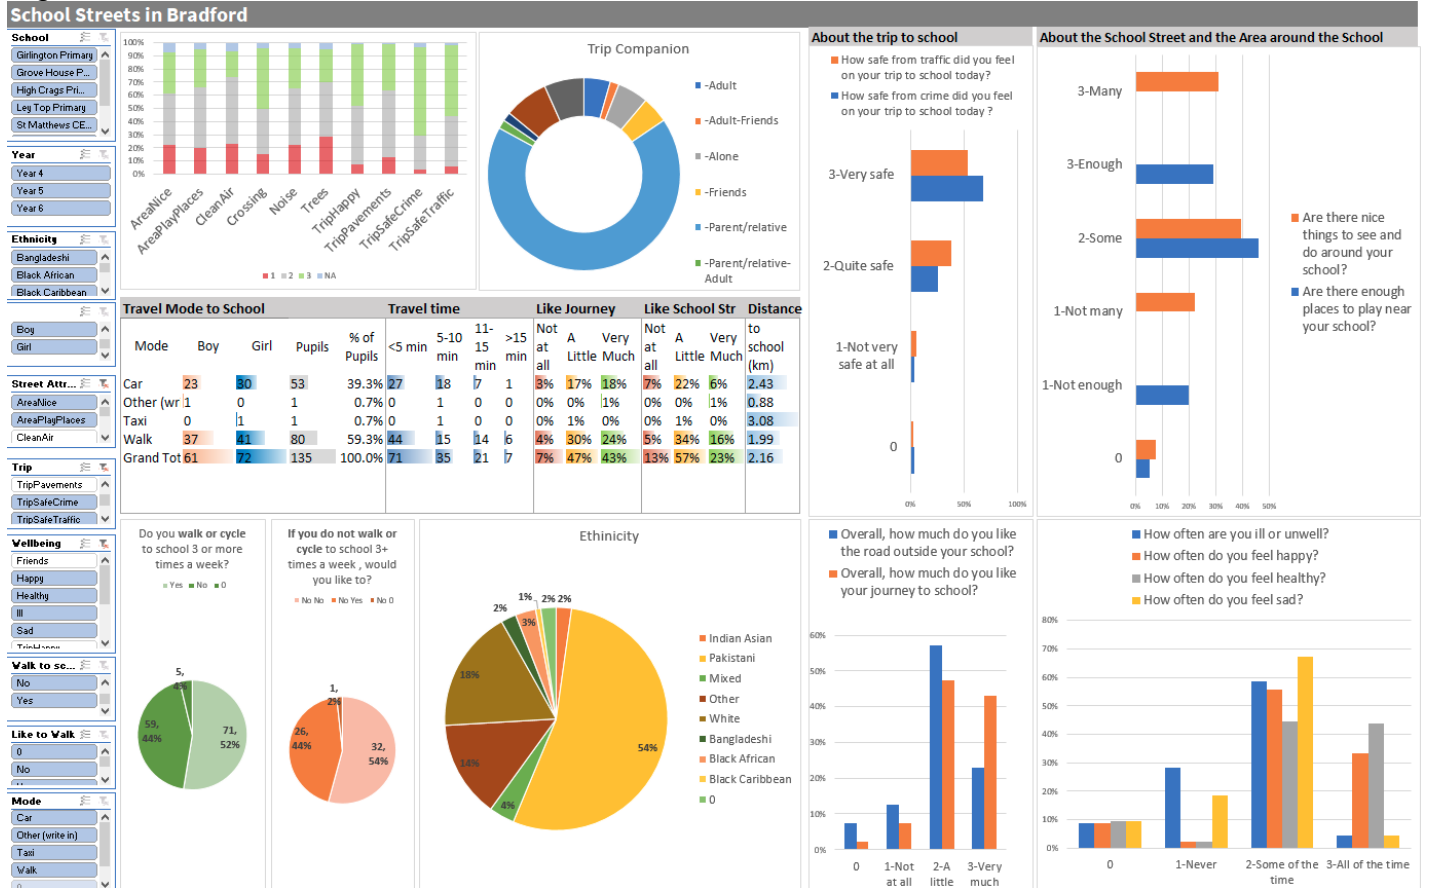 School Streets in Bradford
School
Girlington Primary
Grove House P...
High Crags Pri...
Ley Top Primary
St Matthews CE...
Year
Year 4
Year 5
Year 6
Ethnicity
Bangladeshi
Black African
Black Caribbean
Boy
Girl
Street Attr...
AreaNice
AreaPlayPlaces
CleanAir
Trip
TripPavements
TripSafeCrime
TripSafeTraffic
Wellbeing
Friends
Happy
Healthy
Ill
Sad
TripHappy
Walk to sc...
No
Yes
Like to Walk
0
No
Mode
Car
Other (write in)
Taxi
Walk
0
100%
90%
80%
70%
60%
50%
40%
30%
20%
10%
0%
AreaNice
AreaPlayPlaces
CleanAir
Crossing
Noise
Trees
TripHappy
TripPavements
TripSafeCrime
TripSafeTraffic
1 2 3 NA
Trip Companion
-Adult
-Adult-Friends
-Alone
-Friends
-Parent/relative
-Parent/relative-
Adult
Travel Mode to School Travel time Like Journey Like School Str Distance
Mode Boy Girl Pupils % of Pupils <5 min 5-10 min 11-15 min >15 min Not at all A Little Very Much Not at all A Little Very Much to school (km)
Car 23 30 53 39.3% 27 18 7 1 3% 17% 18% 7% 22% 6% 2.43
Other (wr 1 0 1 0.7% 0 1 0 0 0% 0% 1% 0% 0% 1% 0.88
Taxi 0 1 1 0.7% 0 1 0 0 0% 1% 0% 0% 1% 0% 3.08
Walk 37 41 80 59.3% 44 15 14 6 4% 30% 24% 5% 34% 16% 1.99
Grand Tot 61 72 135 100.0% 71 35 21 7 7% 47% 43% 13% 57% 23% 2.16
Do you walk or cycle
to school 3 or more
times a week?
Yes No 0
5,
4%
59,
44%
71,
52%
If you do not walk or
cycle to school 3+
times a week , would
you like to?
No No No Yes No 0
1,
2%
26,
44%
32,
54%
Ethinicity
2%
1%
2%
2%
3%
18%
14%
4%
54%
Indian Asian
Pakistani
Mixed
Other
White
Bangladeshi
Black African
Black Caribbean
0
About the trip to school
How safe from traffic did you feel
on your trip to school today?
How safe from crime did you feel
on your trip to school today ?
3-Very safe
2-Quite safe
1-Not very
safe at all
0
0% 50% 100%
About the School Street and the Area around the School
3-Many
3-Enough
2-Some
1-Not many
1-Not enough
0
0% 10% 20% 30% 40% 50%
Are there nice
things to see and
do around your
school?
Are there enough
places to play near
your school?
Overall, how much do you like
the road outside your school?
Overall, how much do you like
your journey to school?
60%
50%
40%
30%
20%
10%
0%
0 1-Not at all 2-A little 3-Very much
How often are you ill or unwell?
How often do you feel happy?
How often do you feel healthy?
How often do you feel sad?
80%
70%
60%
50%
40%
30%
20%
10%
0%
0 1-Never 2-Some of the time 3-All of the time